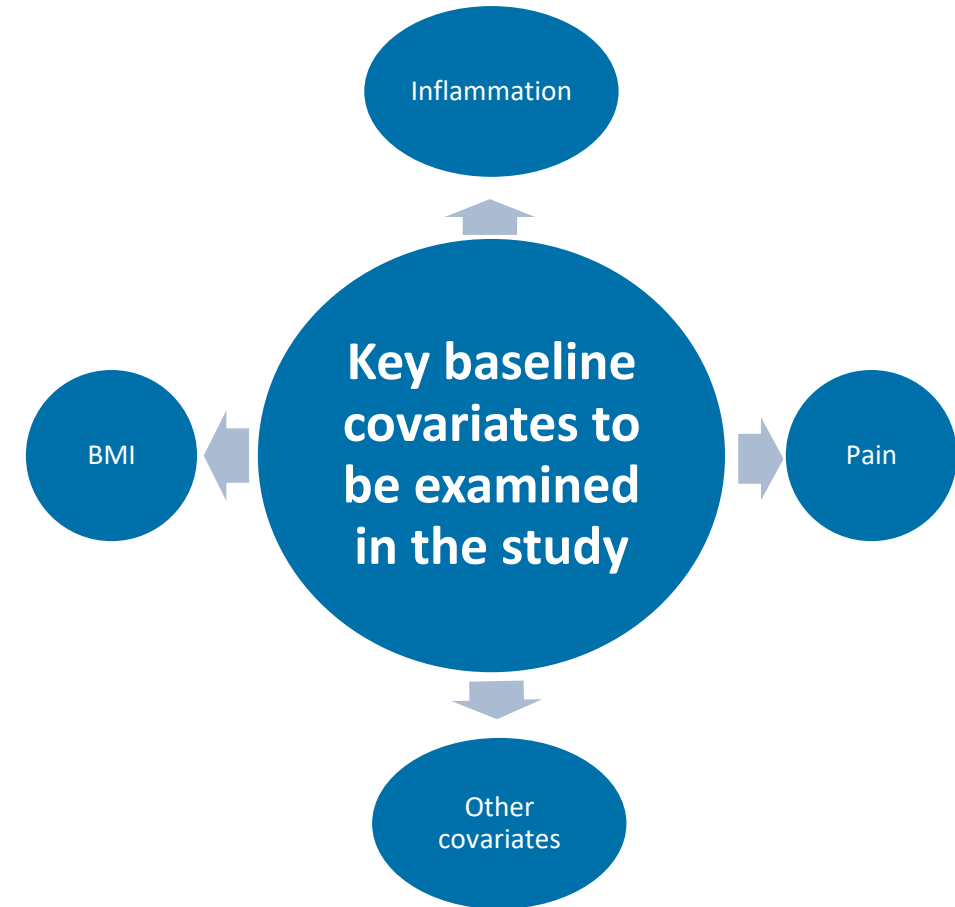 Inflammation
Key baseline
covariates to
be examined
in the study
BMI
Pain
Other
covariates